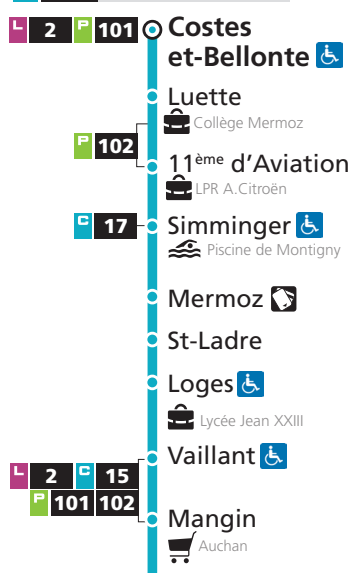 L 2 P 101 Costes
et-Bellonte
Luette
Collège Mermoz
P 102
11ème d'Aviation
LPR A.Citroën
C 17 Simminger
Piscine de Montigny
Mermoz
St-Ladre
Loges
Lycée Jean XXIII
Vaillant
L 2 C 15
P 101 102
Mangin
Auchan